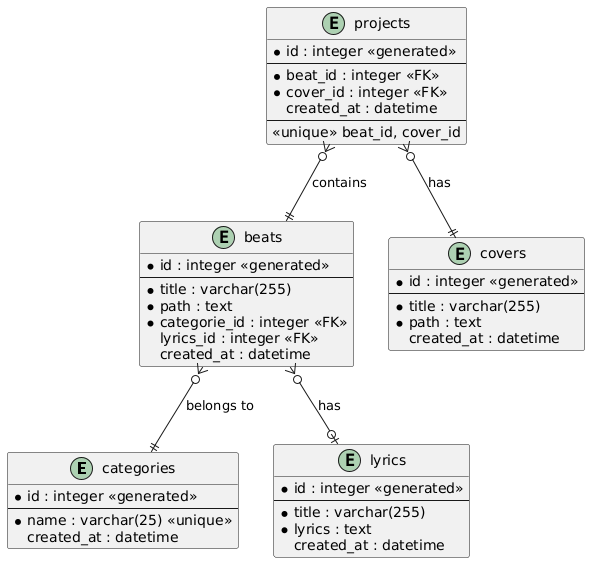 E projects
id : integer «generated»
beat_id : integer «FK»
cover_id : integer «FK»
created_at : datetime
«unique» beat_id, cover_id
contains
has
E beats
id : integer «generated»
title : varchar(255)
path : text
categorie_id : integer «FK»
lyrics_id : integer «FK»
created_at : datetime
E covers
id : integer «generated»
title : varchar(255)
path : text
created_at : datetime
belongs to
has
E categories
id : integer «generated»
name : varchar(25) «unique»
created_at : datetime
E lyrics
id : integer «generated»
title : varchar(255)
lyrics : text
created_at : datetime